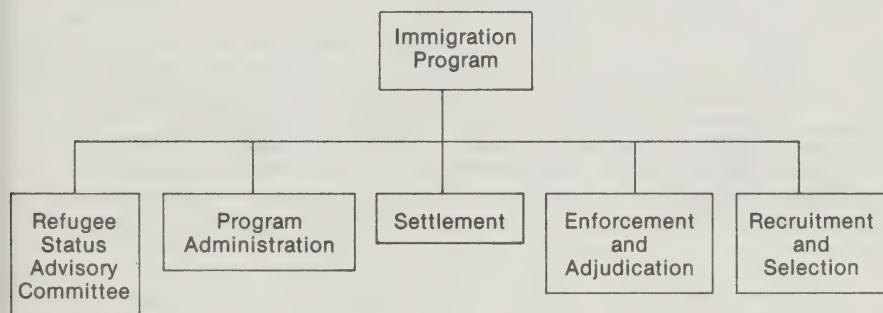 Immigration
Program
Refugee
Status
Advisory
Committee
Program
Administration
Settlement
Enforcement
and
Adjudication
Recruitment
and
Selection